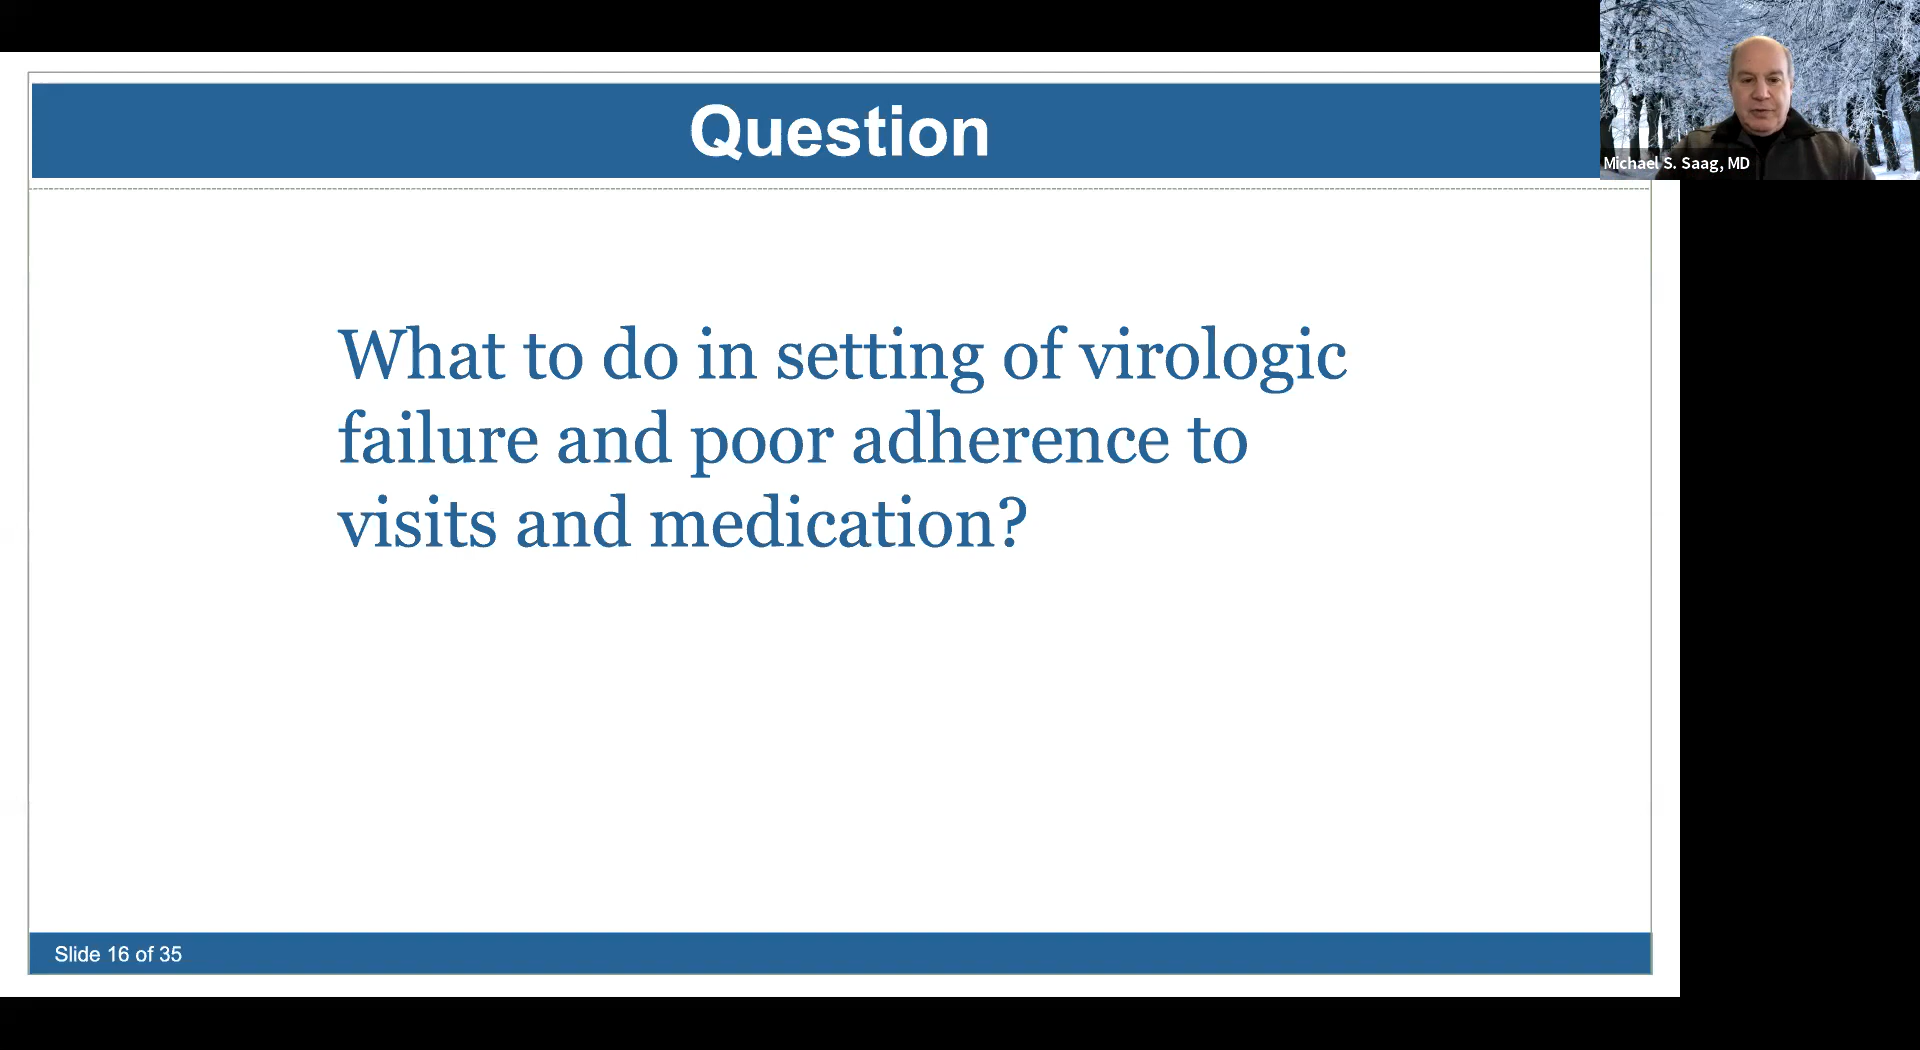 Question
Michael S. Saag, MD
What to do in setting of virologic
failure and poor adherence to
visits and medication?
Slide 16 of 35